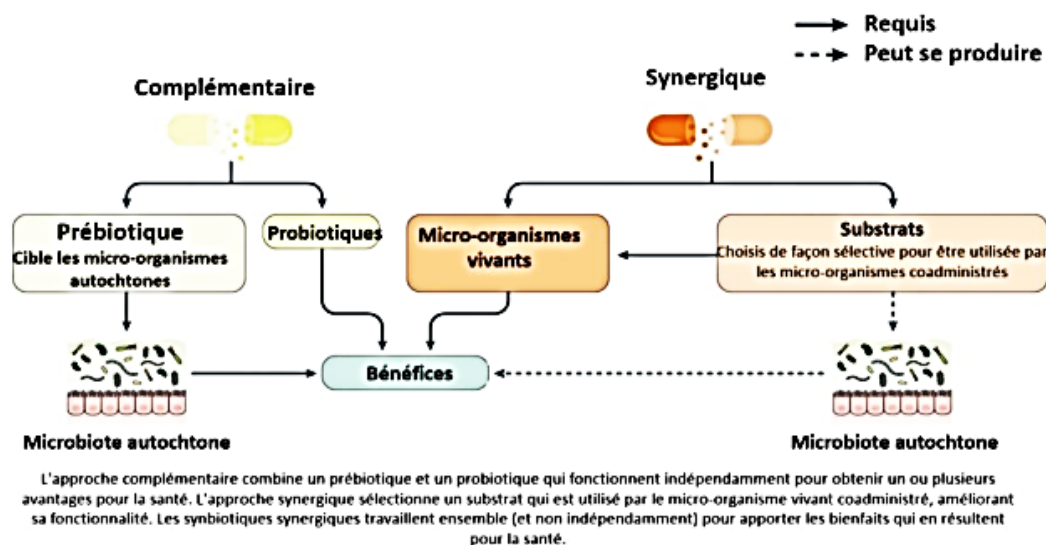 Requis
Peut se produire
Complémentaire
Synergique
Prébiotique
Cible les micro-organismes
autochtones
Probiotiques
Micro-organismes
vivants
Substrats
Choisis de façon sélective pour être utilisée par
les micro-organismes coadministrés
Bénéfices
Microbiote autochtone
Microbiote autochtone
L'approche complémentaire combine un prébiotique et un probiotique qui fonctionnent indépendamment pour obtenir un ou plusieurs
avantages pour la santé. L'approche synergique sélectionne un substrat qui est utilisé par le micro-organisme vivant coadministré, améliorant
sa fonctionnalité. Les synbiotiques synergiques travaillent ensemble (et non indépendamment) pour apporter les bienfaits qui en résultent
pour la santé.